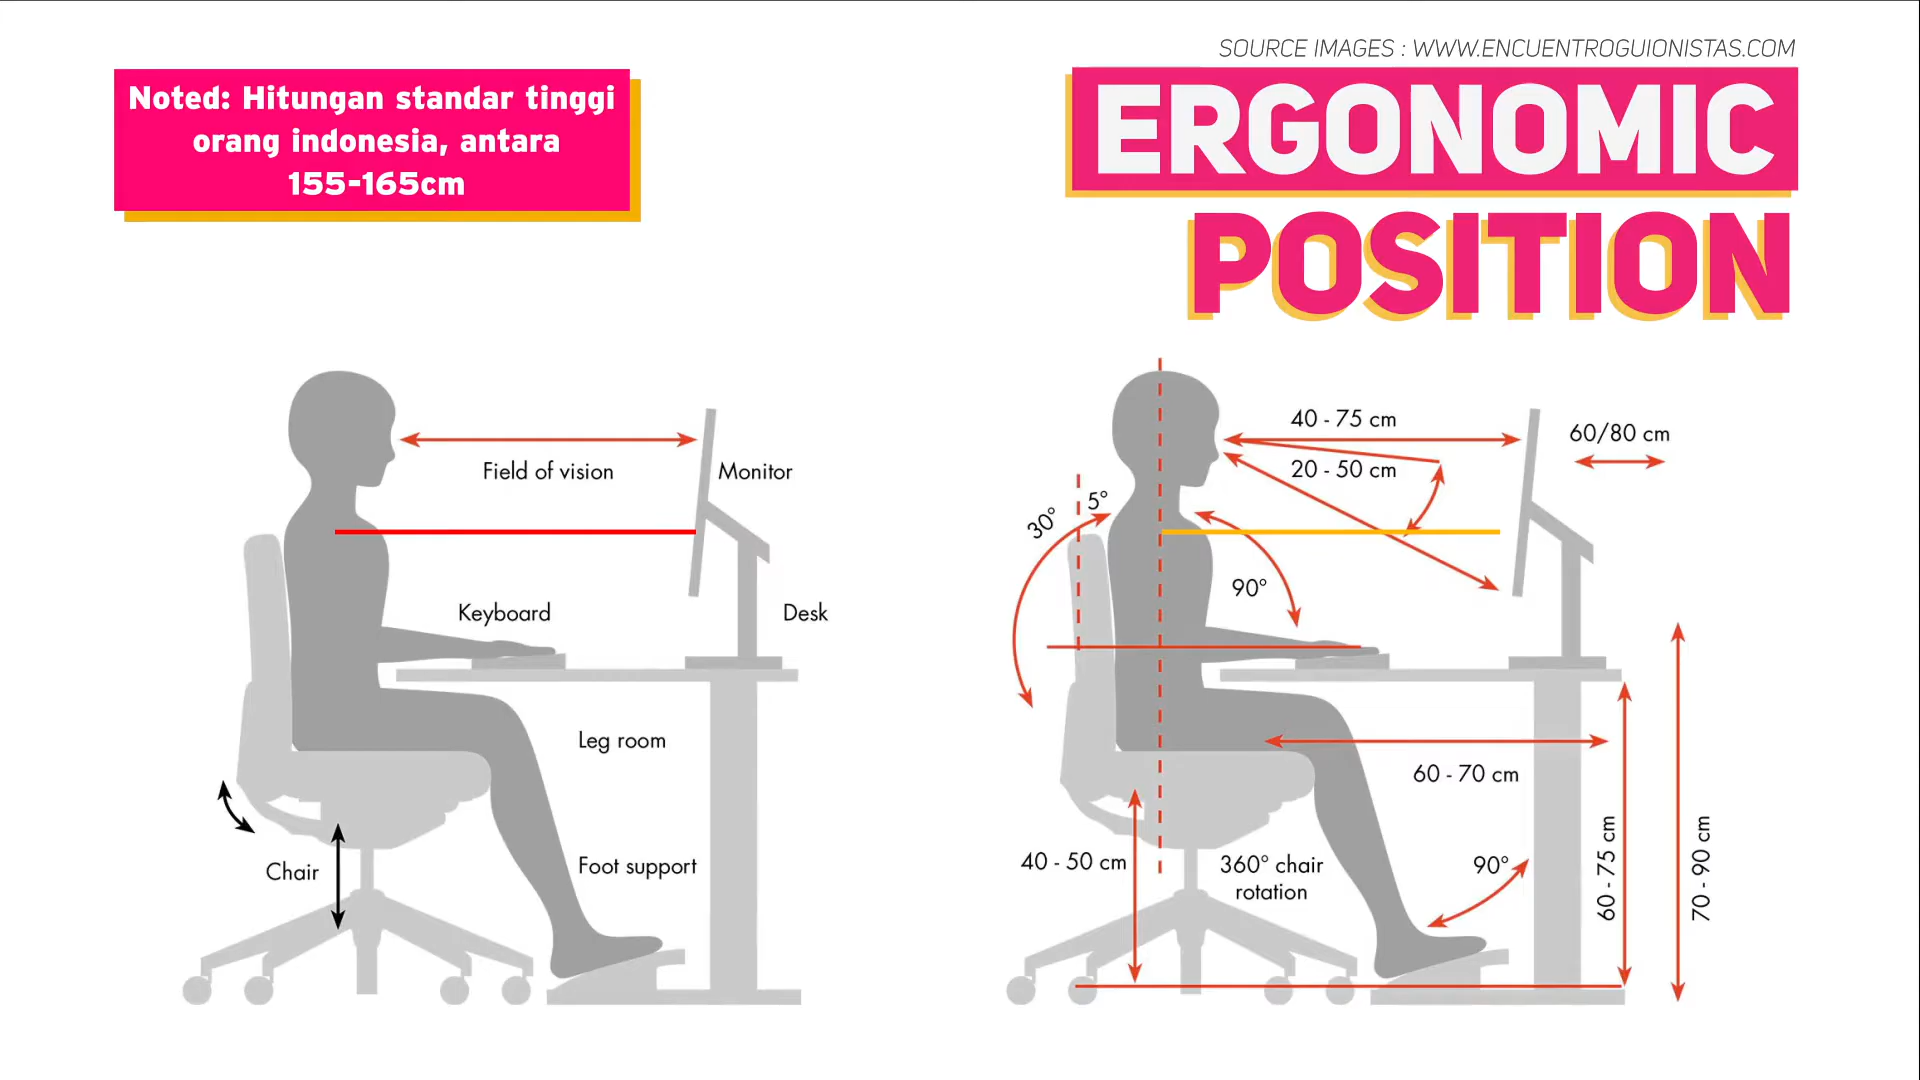 SOURCE IMAGES : WWW.ENCUENTROGUIONISTAS.COM
Noted: Hitungan standar tinggi
orang indonesia, antara
155-165cm
ERGONOMIC
POSITION
Field of vision
Monitor
Keyboard
Desk
Leg room
Chair
Foot support
40 - 75 cm
60/80 cm
20 - 50 cm
30°
5°
90°
60 - 70 cm
40 - 50 cm
360° chair
rotation
90°
60 - 75 cm
70 - 90 cm